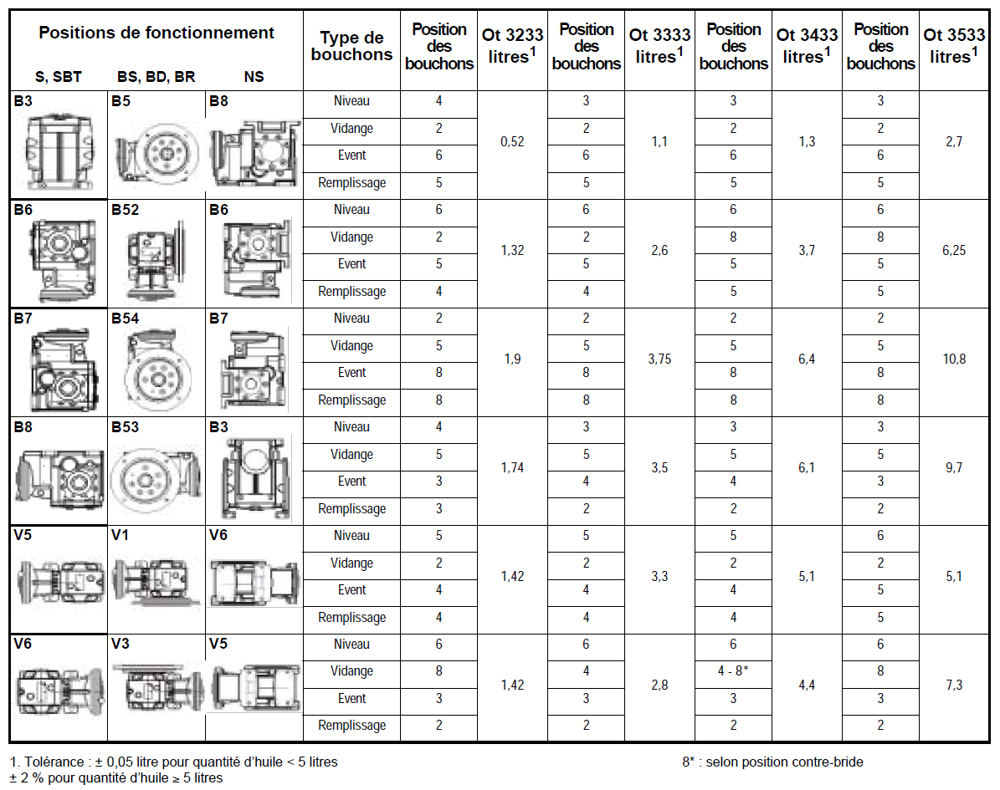 Positions de fonctionnement Type de bouchons Position des bouchons Ot 3233 litres1 Position des bouchons Ot 3333 litres1 Position des bouchons Ot 3433 litres1 Position des bouchons Ot 3533 litres1
S, SBT BS, BD, BR NS
B3 B5 B8 Niveau 4 3 3 3
Vidange 2 2 2 2
0,52 1,1 1,3 2,7
Event 6 6 6 6
Remplissage 5 5 5 5
B6 B52 B6 Niveau 6 6 6 6
Vidange 2 2 8 8
1,32 2,6 3,7 6,25
Event 5 5 5 5
Remplissage 4 4 5 5
B7 B54 B7 Niveau 2 2 2 2
Vidange 5 5 5 5
1,9 3,75 6,4 10,8
Event 8 8 8 8
Remplissage 8 8 8 8
B8 B53 B3 Niveau 4 3 3 3
Vidange 5 5 5 5
1,74 3,5 6,1 9,7
Event 3 4 4 3
Remplissage 3 2 2 2
V5 V1 V6 Niveau 5 5 5 6
Vidange 2 2 2 2
1,42 3,3 5,1 5,1
Event 4 4 4 5
Remplissage 4 4 4 5
V6 V3 V5 Niveau 6 6 6 6
Vidange 8 4 4 - 8* 8
1,42 2,8 4,4 7,3
Event 3 3 3 3
Remplissage 2 2 2 2
1. Tolérance : ± 0,05 litre pour quantité d'huile < 5 litres 8* : selon position contre-bride
± 2 % pour quantité d'huile ≥ 5 litres